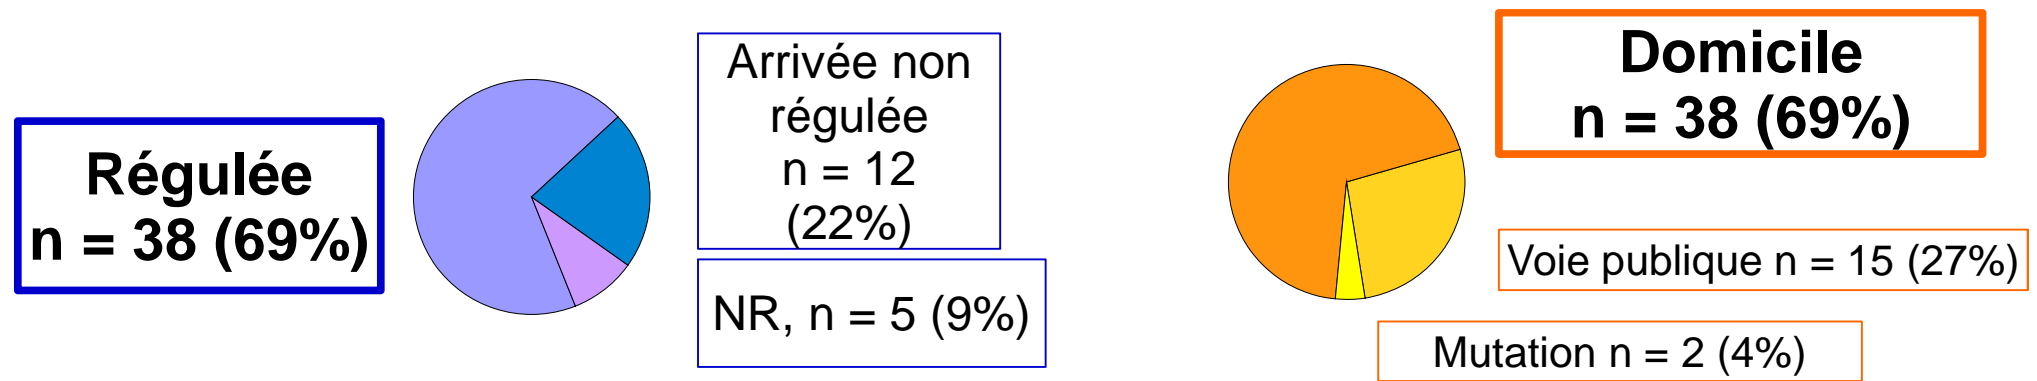 Régulée
n = 38 (69%)
Arrivée non
régulée
n = 12
(22%)
NR, n = 5 (9%)
Domicile
n = 38 (69%)
Voie publique n = 15 (27%)
Mutation n = 2 (4%)